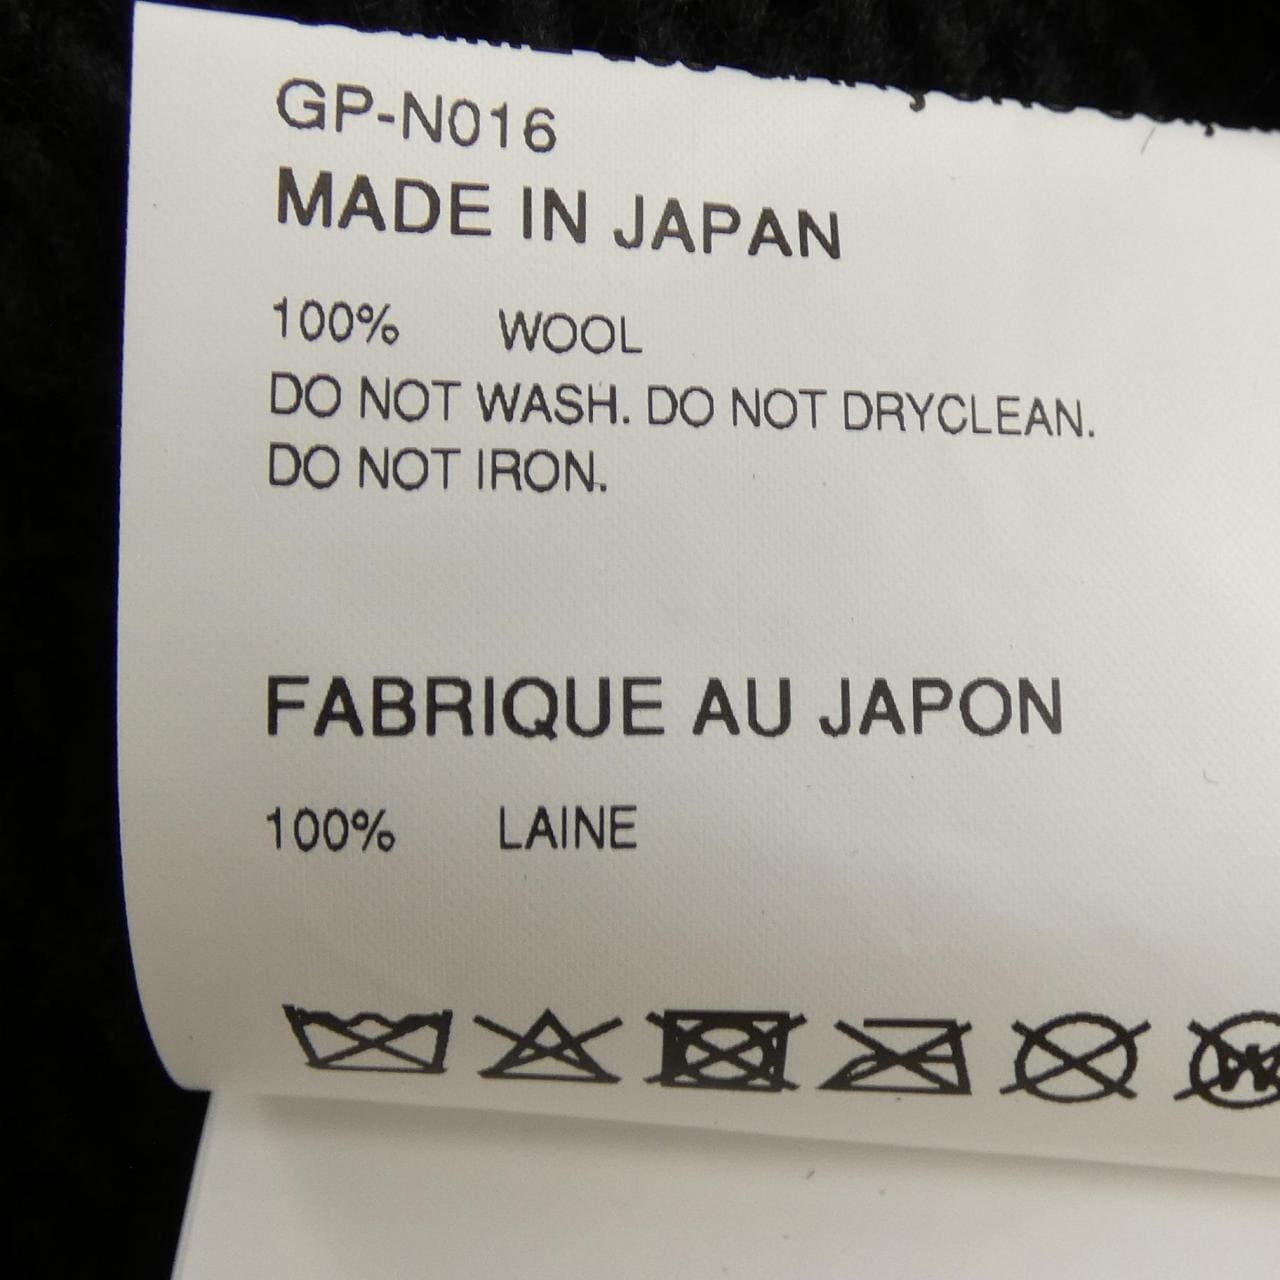 GP-N016
MADE IN JAPAN
100% WOOL
DO NOT WASH. DO NOT DRYCLEAN.
DO NOT IRON.
FABRIQUE AU JAPON
100% LAINE
W